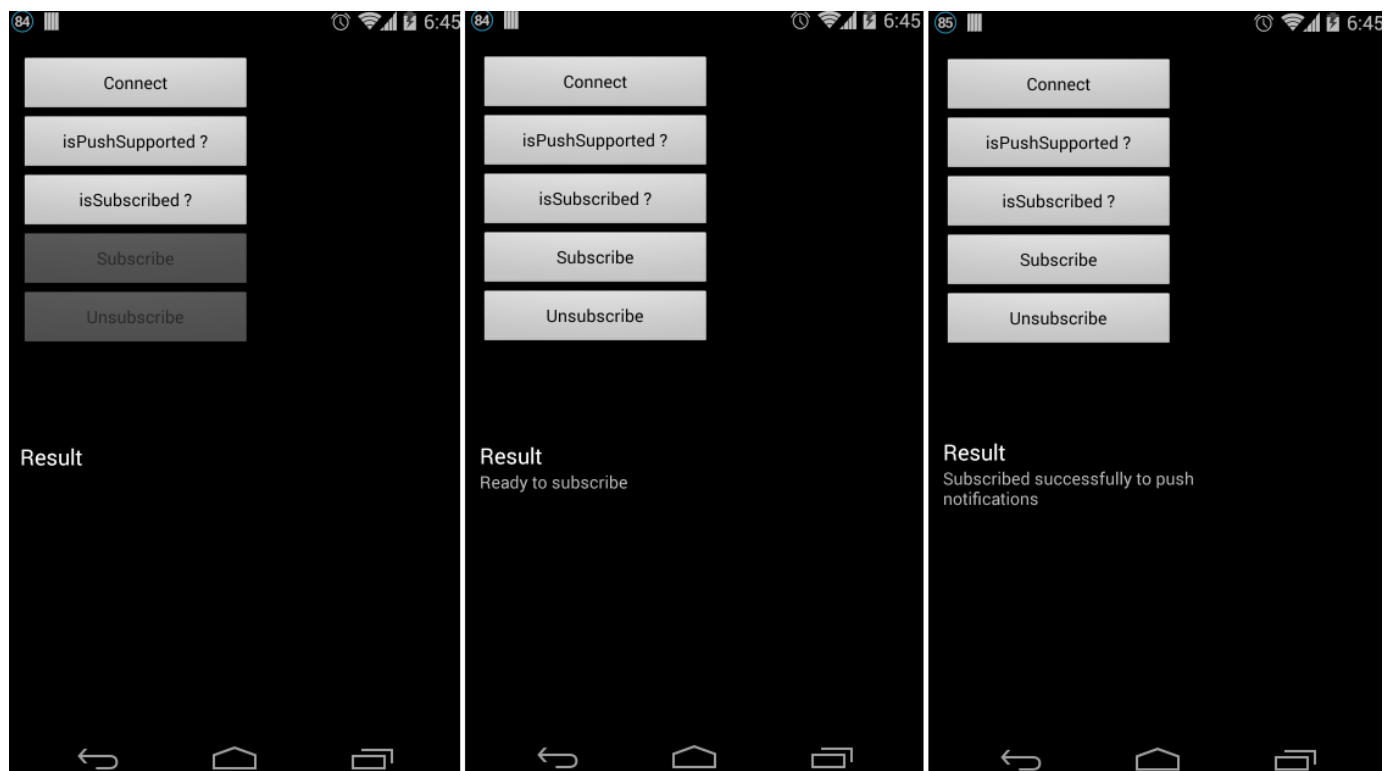 84 6:45
Connect
isPushSupported ?
isSubscribed ?
Subscribe
Unsubscribe
Result
84 6:45
Connect
isPushSupported ?
isSubscribed ?
Subscribe
Unsubscribe
Result
Ready to subscribe
85 6:45
Connect
isPushSupported ?
isSubscribed ?
Subscribe
Unsubscribe
Result
Subscribed successfully to push
notifications